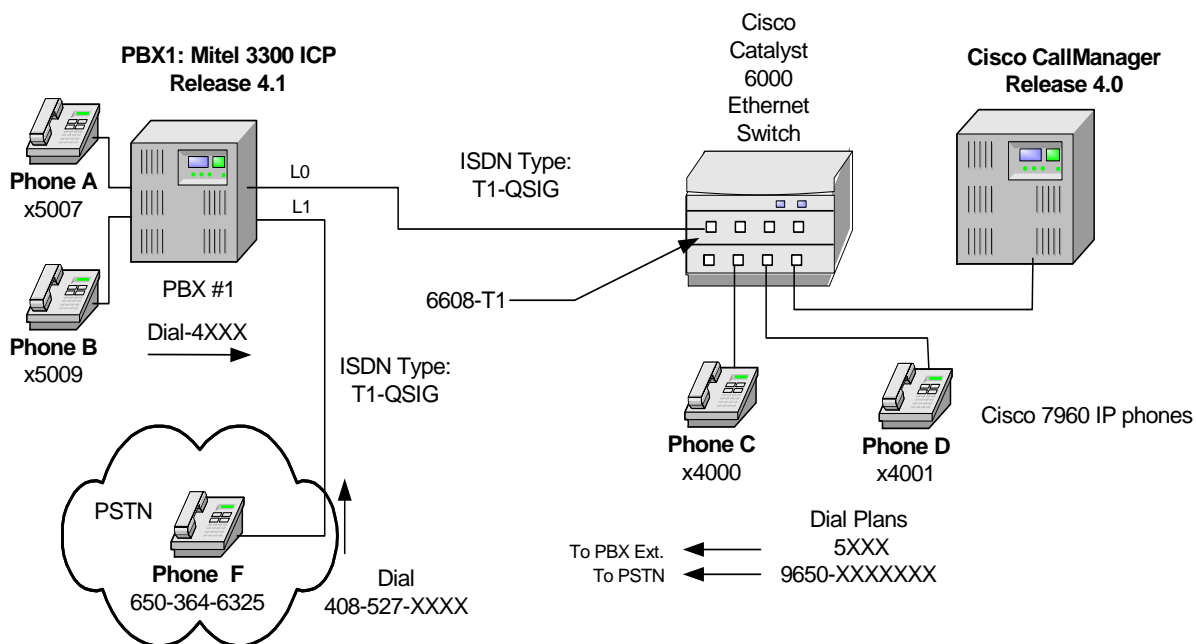 PBX1: Mitel 3300 ICP
Release 4.1
Cisco
Catalyst
6000
Ethernet
Switch
Cisco CallManager
Release 4.0
Phone A
x5007
L0
L1
ISDN Type:
T1-QSIG
PBX #1
6608-T1
Phone B
x5009
Dial-4XXX
ISDN Type:
T1-QSIG
Phone C
x4000
Phone D
x4001
Cisco 7960 IP phones
PSTN
Phone F
650-364-6325
Dial
408-527-XXXX
Dial Plans
To PBX Ext.
5XXX
To PSTN
9650-XXXXXXX